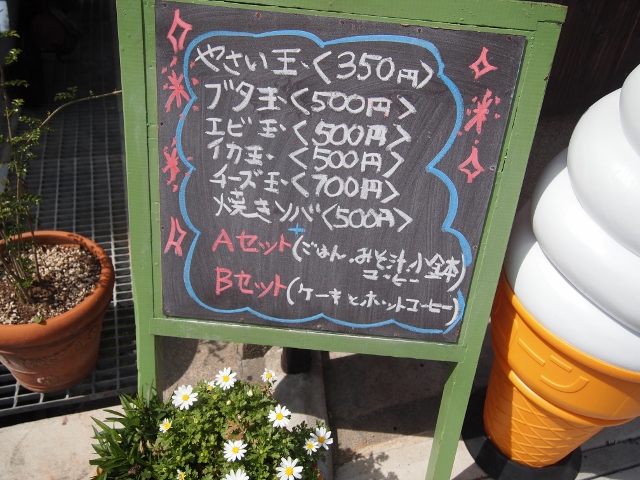 やさい玉〈350円〉
ブタ玉〈500円〉
エビ玉〈500円〉
イカ玉〈500円〉
チーズ玉〈700円〉
焼きソバ〈500円〉
+
Aセット(ごはん、みそ汁、小全本)
コーヒー
Bセット(ケーキとホットコーヒー)